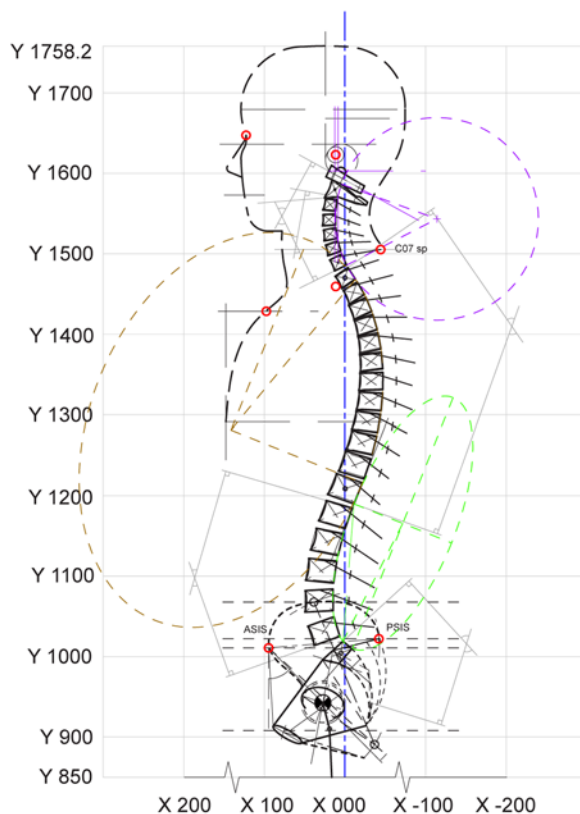 Y 1758.2
Y 1700
Y 1600
Y 1500
C07 sp
Y 1400
Y 1300
Y 1200
Y 1100
ASIS
PSIS
Y 1000
Y 900
Y 850
X 200 X 100 X 000 X -100 X -200